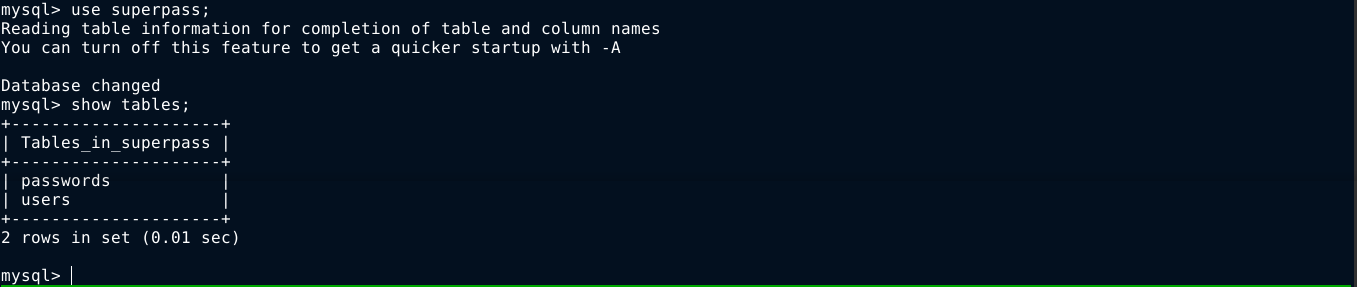 mysql> use superpass;
Reading table information for completion of table and column names
You can turn off this feature to get a quicker startup with -A

Database changed
mysql> show tables;
+---------------------+
| Tables_in_superpass |
+---------------------+
| passwords           |
| users               |
+---------------------+
2 rows in set (0.01 sec)

mysql>